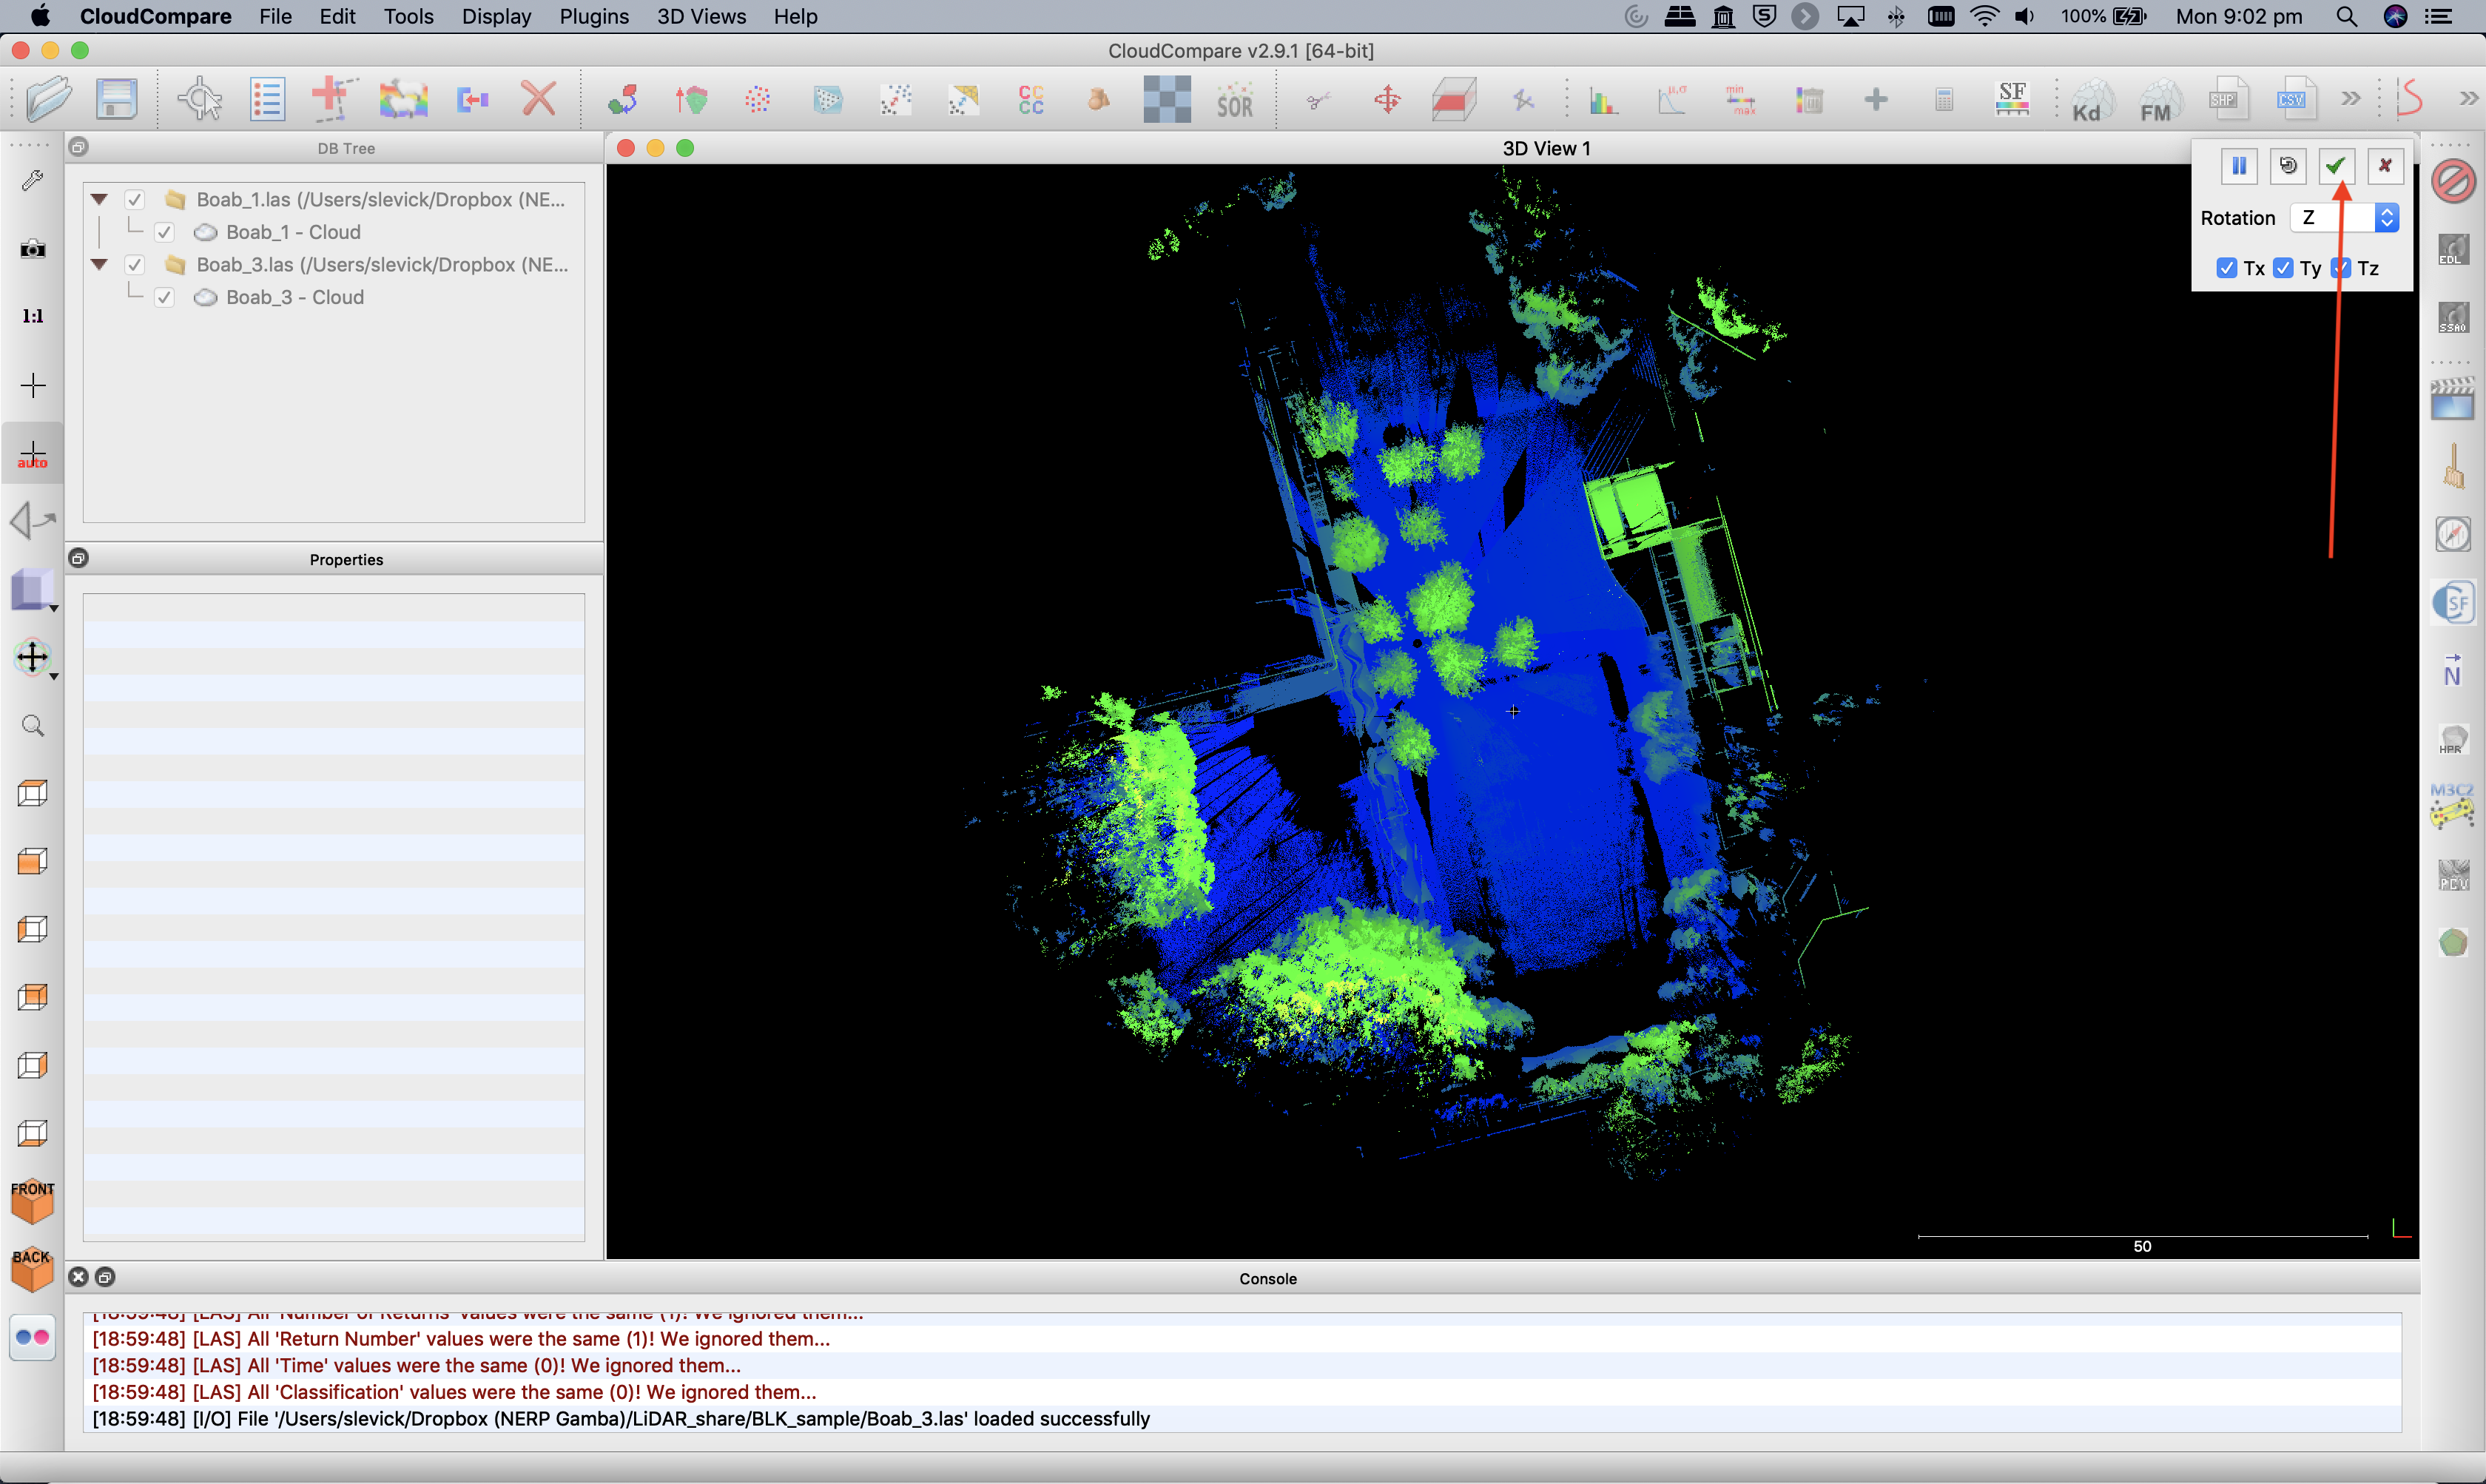 CloudCompare File Edit Tools Display Plugins 3D Views Help 100% Mon 9:02 pm
CloudCompare v2.9.1 [64-bit]
C C
C C
SOR
μ,σ
min
max
SF
Kd
FM
SHP
CSV
DB Tree
Boab_1.las (/Users/slevick/Dropbox (NE...
Boab_1 - Cloud
Boab_3.las (/Users/slevick/Dropbox (NE...
Boab_3 - Cloud
1:1
auto
Properties
FRONT
BACK
3D View 1
Rotation Z
Tx Ty Tz
50
EDL
SSAO
CSF
N
HPR
M3C2
PCV
Console
[18:59:48] [LAS] All 'Number of Returns' values were the same (1)! We ignored them...
[18:59:48] [LAS] All 'Return Number' values were the same (1)! We ignored them...
[18:59:48] [LAS] All 'Time' values were the same (0)! We ignored them...
[18:59:48] [LAS] All 'Classification' values were the same (0)! We ignored them...
[18:59:48] [I/O] File '/Users/slevick/Dropbox (NERP Gamba)/LiDAR_share/BLK_sample/Boab_3.las' loaded successfully